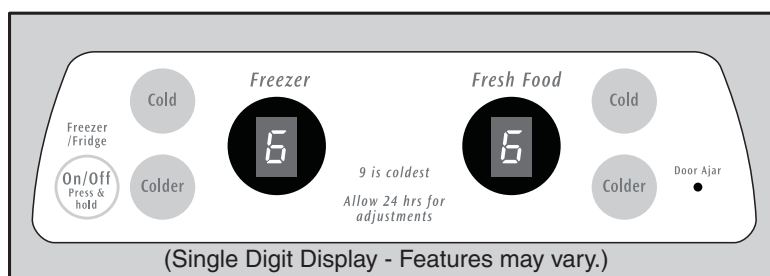 Freezer
/Fridge
On/Off
Press &
hold
Cold
Colder
Freezer
6
9 is coldest
Allow 24 hrs for
adjustments
Fresh Food
6
Cold
Colder
Door Ajar
(Single Digit Display - Features may vary.)